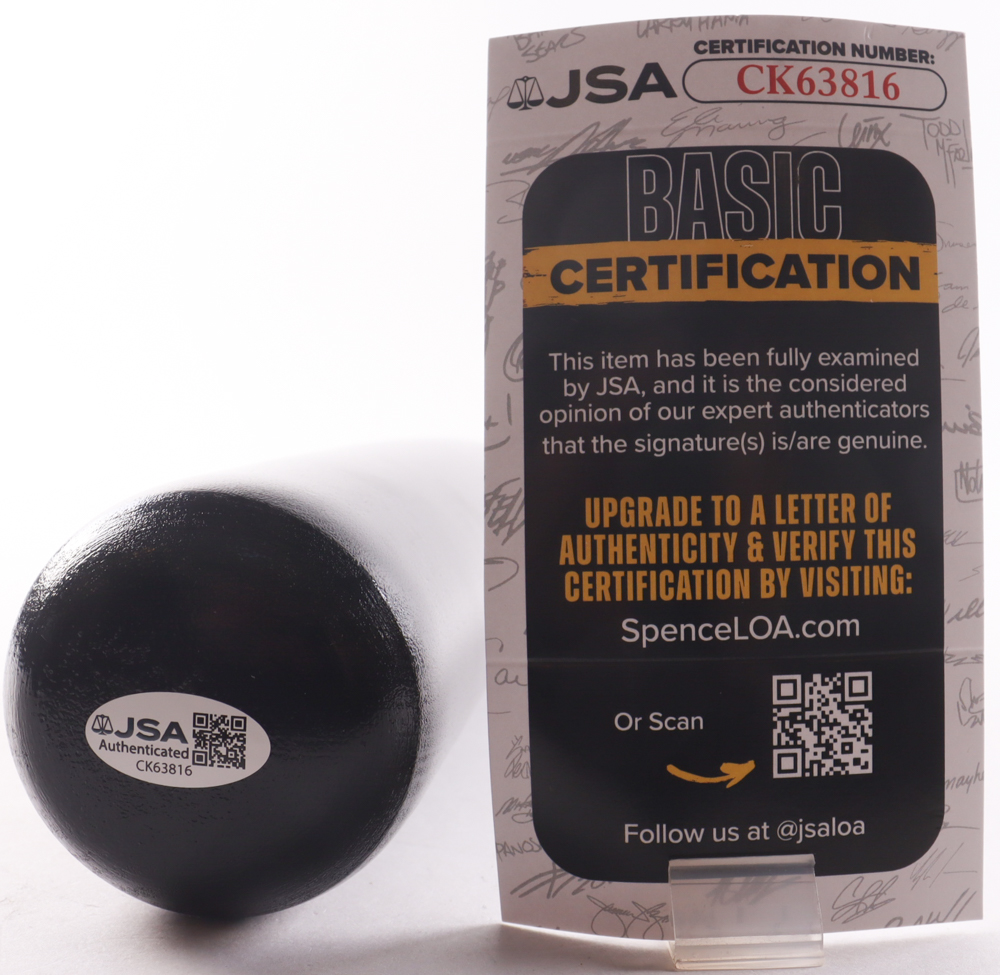 CERTIFICATION NUMBER:
JSA
CK63816
BASIC
CERTIFICATION
This item has been fully examined
by JSA, and it is the considered
opinion of our expert authenticators
that the signature(s) is/are genuine.
UPGRADE TO A LETTER OF
AUTHENTICITY & VERIFY THIS
CERTIFICATION BY VISITING:
SpenceLOA.com
Or Scan
Follow us at @jsaloa
JSA
Authenticated
CK63816